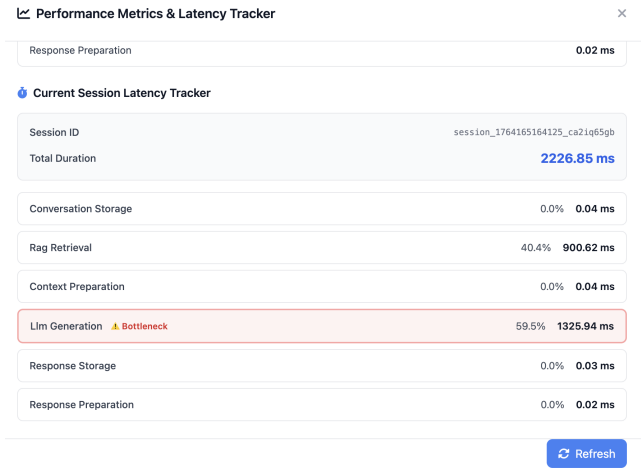 Performance Metrics & Latency Tracker
Response Preparation 0.02 ms
Current Session Latency Tracker
Session ID session_1764165164125_ca2iq65gb
Total Duration 2226.85 ms
Conversation Storage 0.0% 0.04 ms
Rag Retrieval 40.4% 900.62 ms
Context Preparation 0.0% 0.04 ms
Llm Generation Bottleneck 59.5% 1325.94 ms
Response Storage 0.0% 0.03 ms
Response Preparation 0.0% 0.02 ms
Refresh